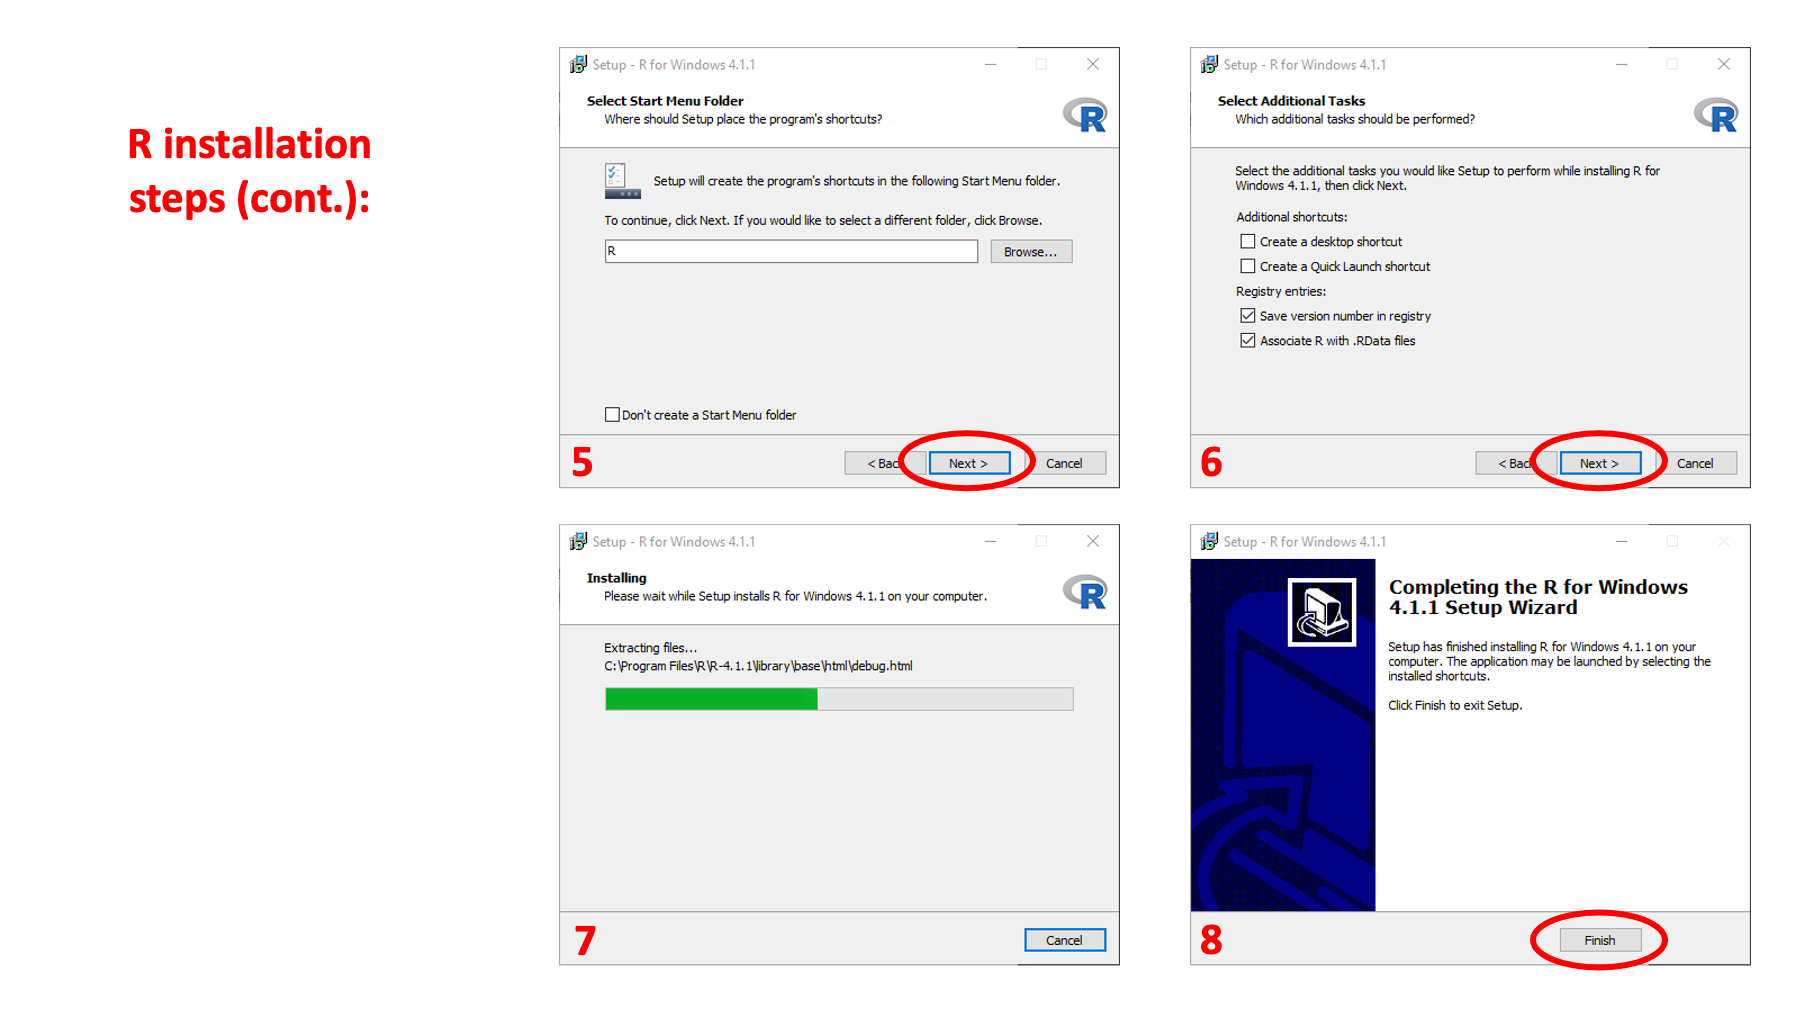 R installation
steps (cont.):
Setup - R for Windows 4.1.1
Select Start Menu Folder
Where should Setup place the program's shortcuts?
R
Setup will create the program's shortcuts in the following Start Menu folder.
To continue, click Next. If you would like to select a different folder, click Browse.
R
Browse...
Don't create a Start Menu folder
5
< Bac
Next >
Cancel
Setup - R for Windows 4.1.1
Select Additional Tasks
Which additional tasks should be performed?
R
Select the additional tasks you would like Setup to perform while installing R for
Windows 4.1.1, then click Next.
Additional shortcuts:
Create a desktop shortcut
Create a Quick Launch shortcut
Registry entries:
Save version number in registry
Associate R with .RData files
6
< Back
Next >
Cancel
Setup - R for Windows 4.1.1
Installing
Please wait while Setup installs R for Windows 4.1.1 on your computer.
R
Extracting files...
C:\Program Files\R\R-4.1.1\library\base\html\debug.html
7
Cancel
Setup - R for Windows 4.1.1
Completing the R for Windows
4.1.1 Setup Wizard
Setup has finished installing R for Windows 4.1.1 on your
computer. The application may be launched by selecting the
installed shortcuts.
Click Finish to exit Setup.
8
Finish